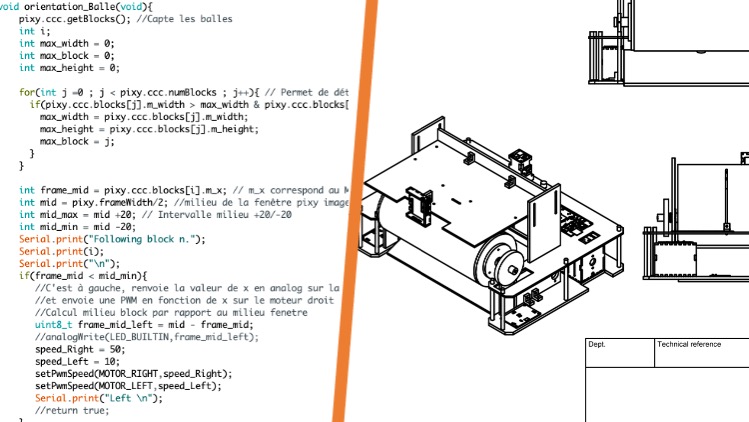 void orientation_Balle(void){
pixy.ccc.getBlocks(); //Capte les balles
int i;
int max_width = 0;
int max_block = 0;
int max_height = 0;
for(int j =0 ; j < pixy.ccc.numBlocks ; j++){ // Permet de dét
if(pixy.ccc.blocks[j].m_width > max_width & pixy.ccc.blocks[
max_width = pixy.ccc.blocks[j].m_width;
max_height = pixy.ccc.blocks[j].m_height;
max_block = j;
}
}
int frame_mid = pixy.ccc.blocks[i].m_x; // m_x correspond au M
int mid = pixy.frameWidth/2; //milieu de la fenêtre pixy image
int mid_max = mid +20; // Intervalle milieu +20/-20
int mid_min = mid -20;
Serial.print("Following block n.");
Serial.print(i);
Serial.print("\n");
if(frame_mid < mid_min){
//C'est à gauche, renvoie la valeur de x en analog sur la
//et envoie une PWM en fonction de x sur le moteur droit
//Calcul milieu block par rapport au milieu fenetre
uint8_t frame_mid_left = mid - frame_mid;
//analogWrite(LED_BUILTIN,frame_mid_left);
speed_Right = 50;
speed_Left = 10;
setPwmSpeed(MOTOR_RIGHT,speed_Right);
setPwmSpeed(MOTOR_LEFT,speed_Left);
Serial.print("Left \n");
//return true;
Dept.
Technical reference